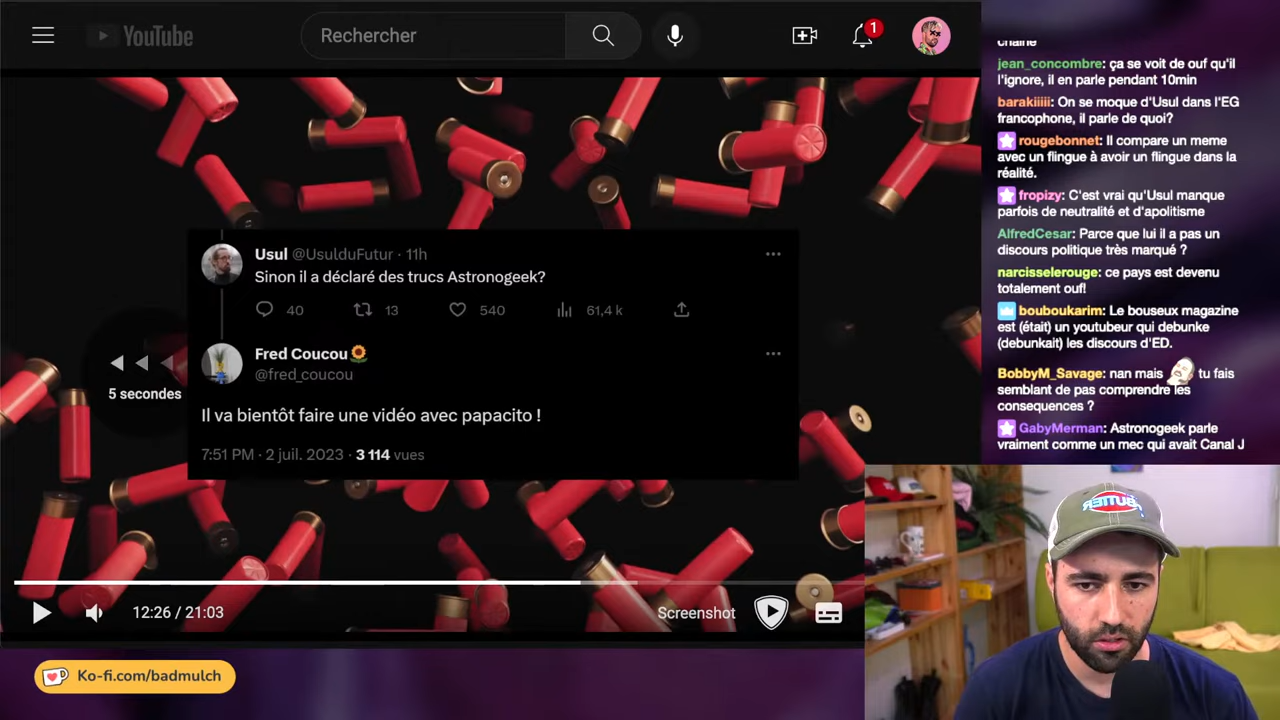 YouTube
Rechercher
1
Usul @UsulduFutur · 11h
Sinon il a déclaré des trucs Astronogeek?
40 13 540 61,4 k
Fred Coucou🌻
@fred_coucou
Il va bientôt faire une vidéo avec papacito !
7:51 PM · 2 juil. 2023 · 3 114 vues
5 secondes
12:26 / 21:03
Screenshot
Ko-fi.com/badmulch
chaîne
jean_concombre: ça se voit de ouf qu'il
l'ignore, il en parle pendant 10min
barakiiiii: On se moque d'Usul dans l'EG
francophone, il parle de quoi?
rougebonnet: Il compare un meme
avec un flingue à avoir un flingue dans la
réalité.
fropizy: C'est vrai qu'Usul manque
parfois de neutralité et d'apolitisme
AlfredCesar: Parce que lui il a pas un
discours politique très marqué ?
narcisselerouge: ce pays est devenu
totalement ouf!
bouboukarim: Le bouseux magazine
est (était) un youtubeur qui debunke
(debunkait) les discours d'ED.
BobbyM_Savage: nan mais tu fais
semblant de pas comprendre les
consequences ?
GabyMerman: Astronogeek parle
vraiment comme un mec qui avait Canal J